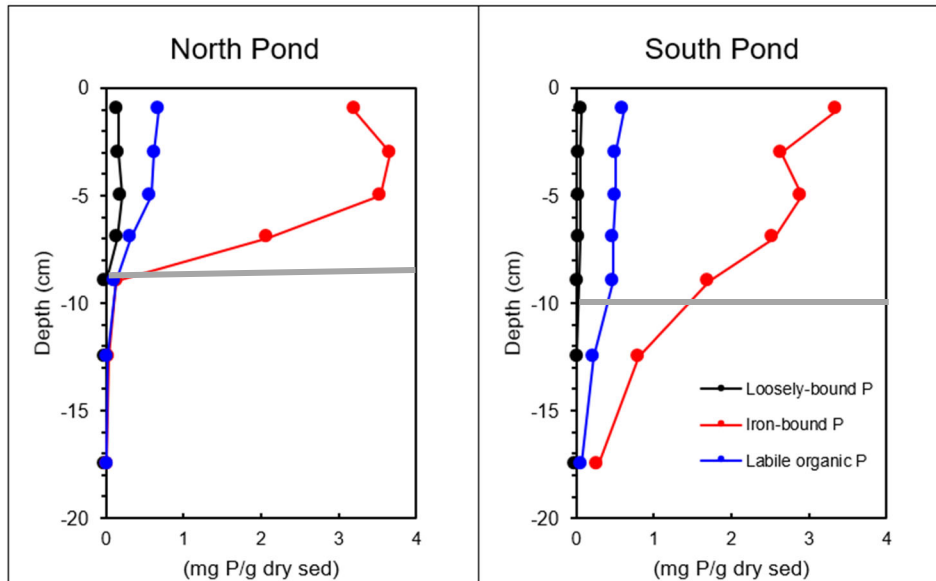 North Pond
0
-5
-10
-15
-20
Depth (cm)
0 1 2 3 4
(mg P/g dry sed)
South Pond
0
-5
-10
-15
-20
Depth (cm)
Loosely-bound P
Iron-bound P
Labile organic P
0 1 2 3 4
(mg P/g dry sed)